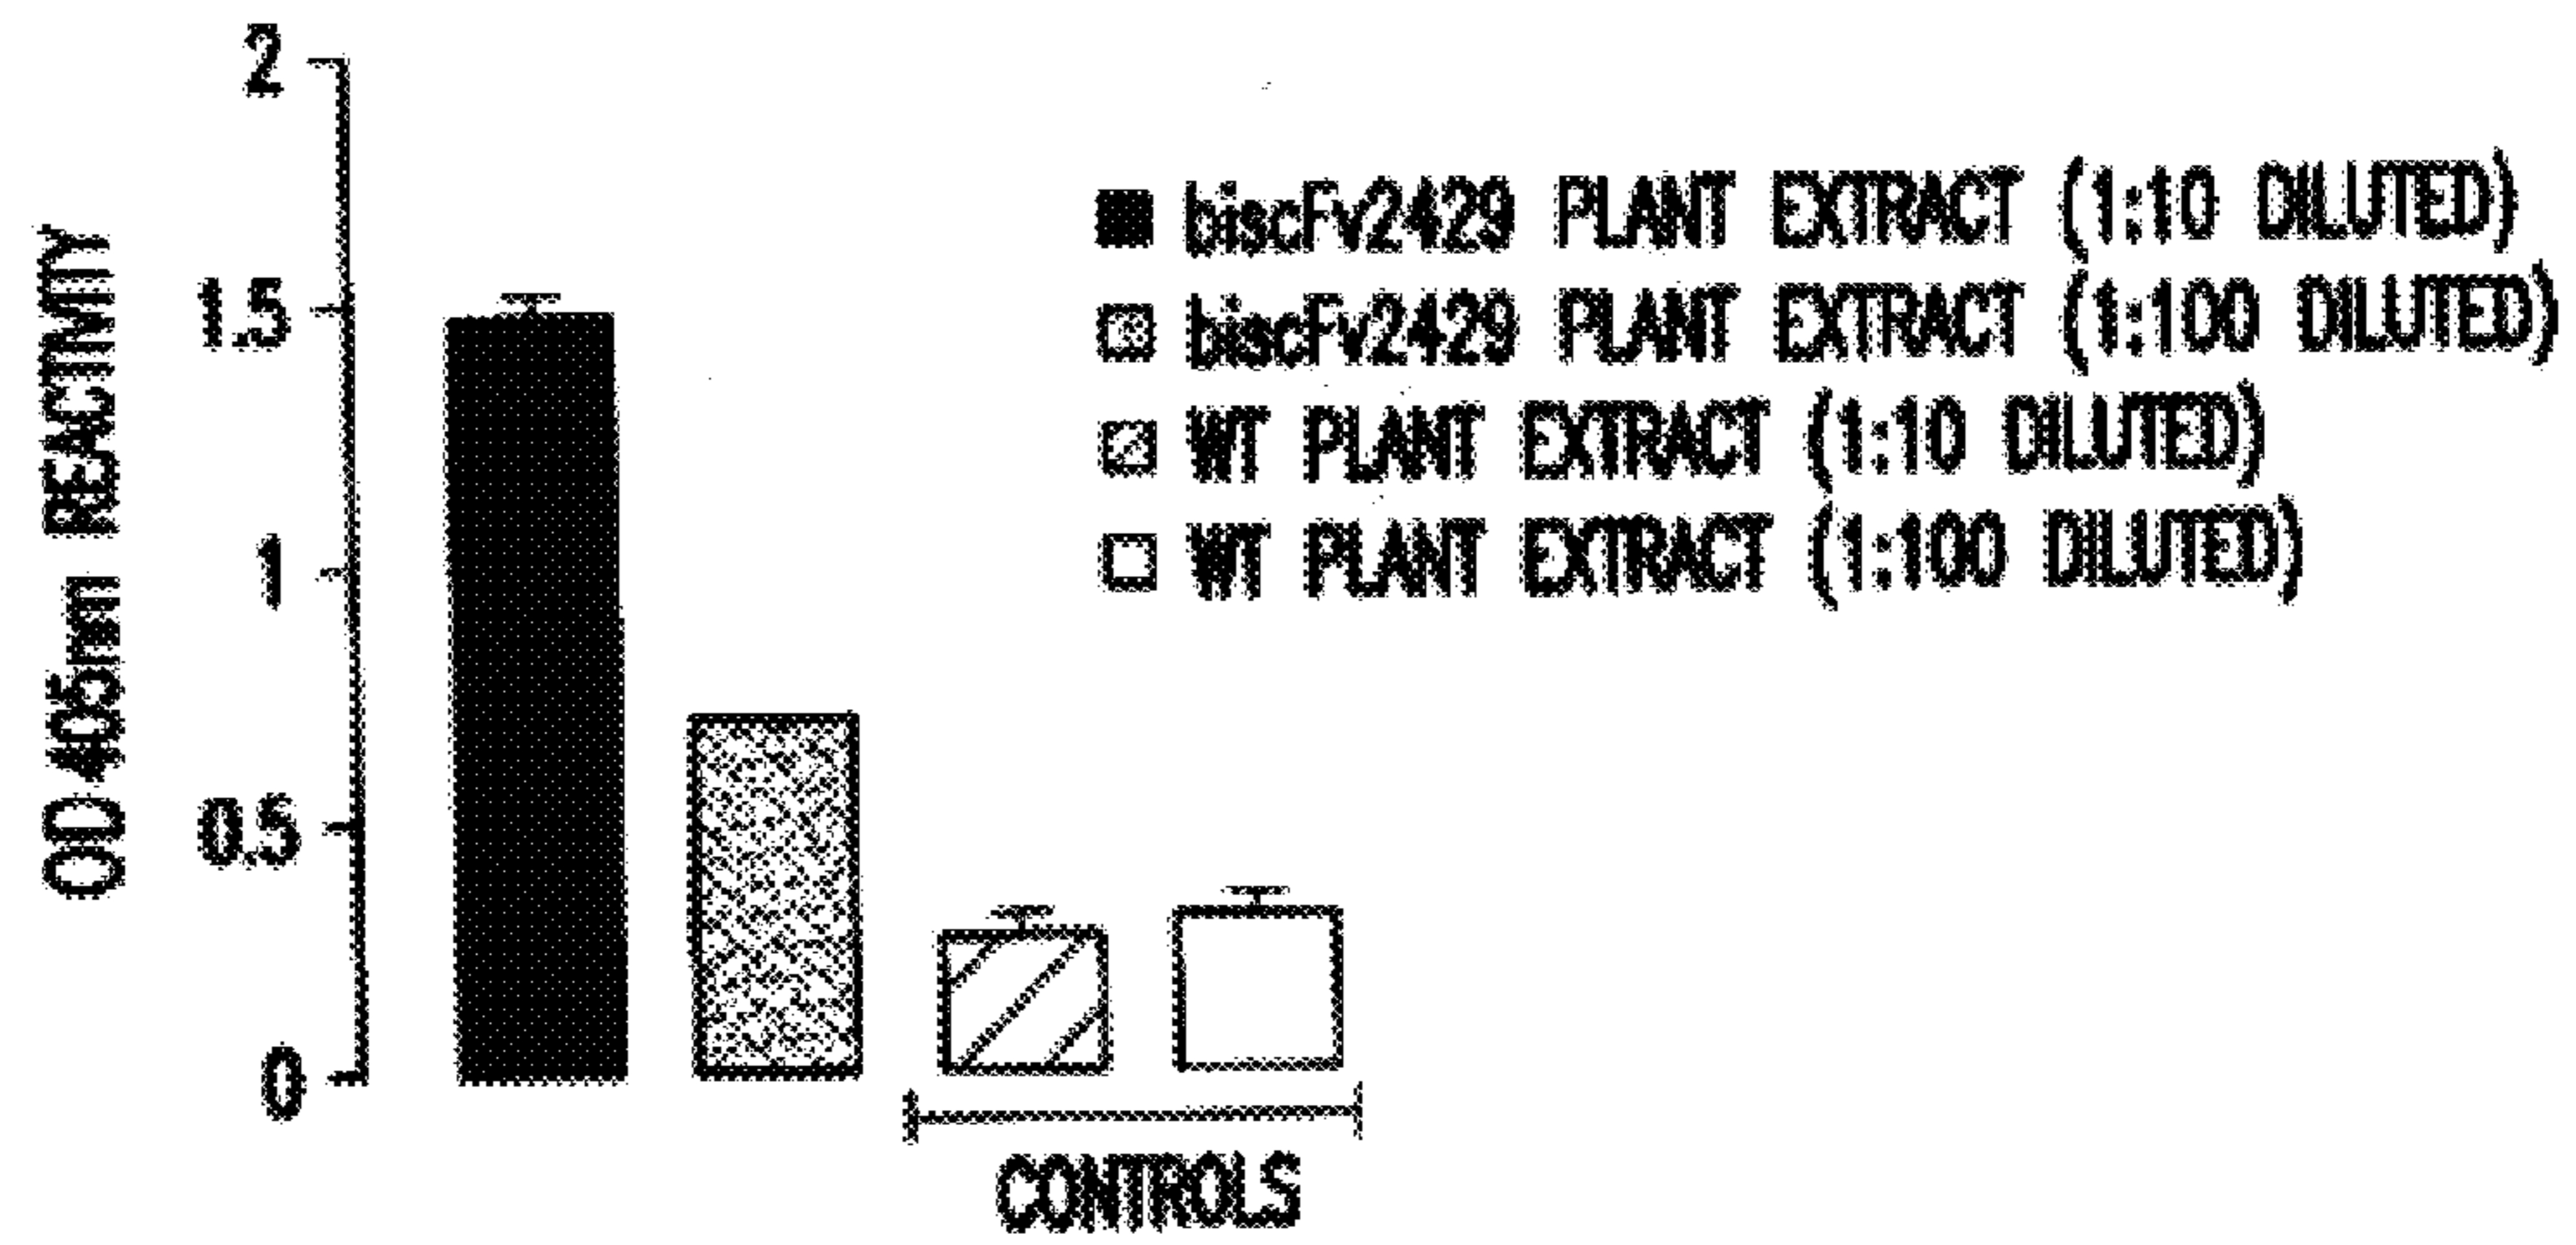 OD 405nm REACTIVITY
2
1.5
1
0.5
0
biscFv2429 PLANT EXTRACT (1:10 DILUTED)
biscFv2429 PLANT EXTRACT (1:100 DILUTED)
WT PLANT EXTRACT (1:10 DILUTED)
WT PLANT EXTRACT (1:100 DILUTED)
CONTROLS